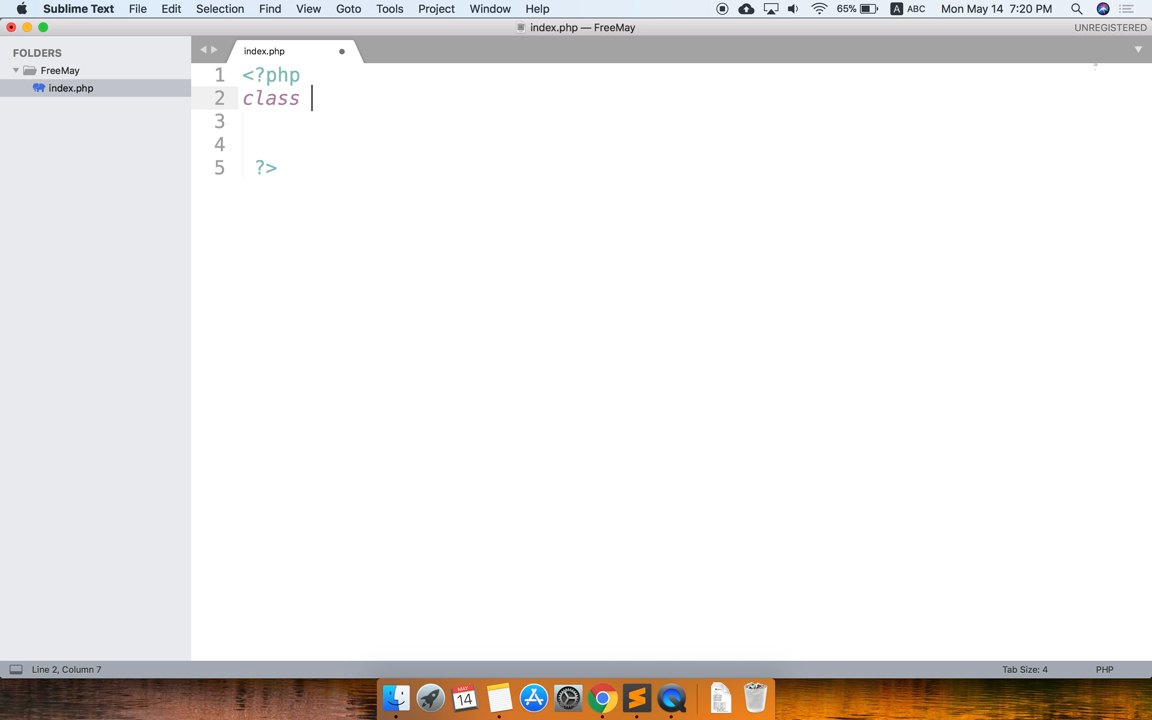 Sublime Text File Edit Selection Find View Goto Tools Project Window Help 65% A ABC Mon May 14 7:20 PM
index.php — FreeMay UNREGISTERED
FOLDERS
FreeMay
index.php
index.php
1 <?php
2 class
3
4
5 ?>
Line 2, Column 7 Tab Size: 4 PHP
MAY
14